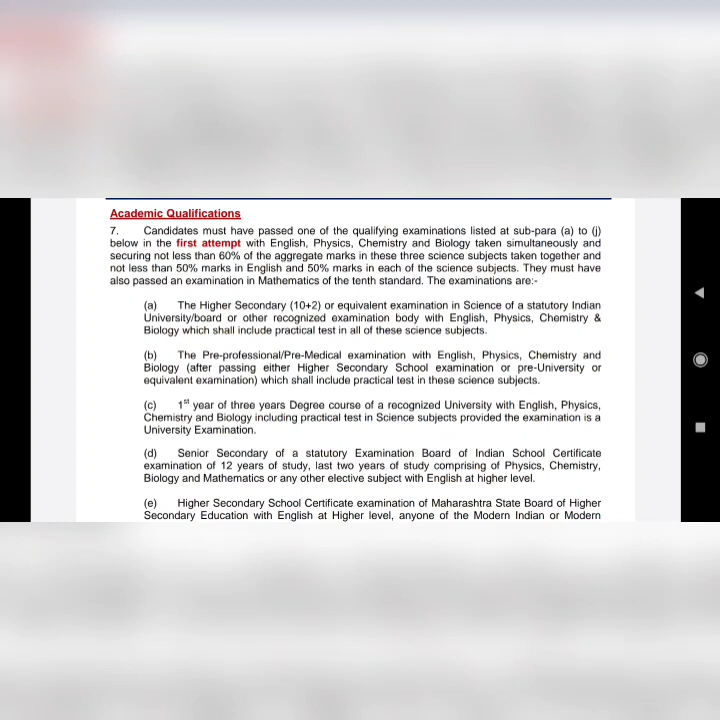 Academic Qualifications
7. Candidates must have passed one of the qualifying examinations listed at sub-para (a) to (j)
below in the first attempt with English, Physics, Chemistry and Biology taken simultaneously and
securing not less than 60% of the aggregate marks in these three science subjects taken together and
not less than 50% marks in English and 50% marks in each of the science subjects. They must have
also passed an examination in Mathematics of the tenth standard. The examinations are:-
(a) The Higher Secondary (10+2) or equivalent examination in Science of a statutory Indian
University/board or other recognized examination body with English, Physics, Chemistry &
Biology which shall include practical test in all of these science subjects.
(b) The Pre-professional/Pre-Medical examination with English, Physics, Chemistry and
Biology (after passing either Higher Secondary School examination or pre-University or
equivalent examination) which shall include practical test in these science subjects.
(c) 1st year of three years Degree course of a recognized University with English, Physics,
Chemistry and Biology including practical test in Science subjects provided the examination is a
University Examination.
(d) Senior Secondary of a statutory Examination Board of Indian School Certificate
examination of 12 years of study, last two years of study comprising of Physics, Chemistry,
Biology and Mathematics or any other elective subject with English at higher level.
(e) Higher Secondary School Certificate examination of Maharashtra State Board of Higher
Secondary Education with English at Higher level, anyone of the Modern Indian or Modern